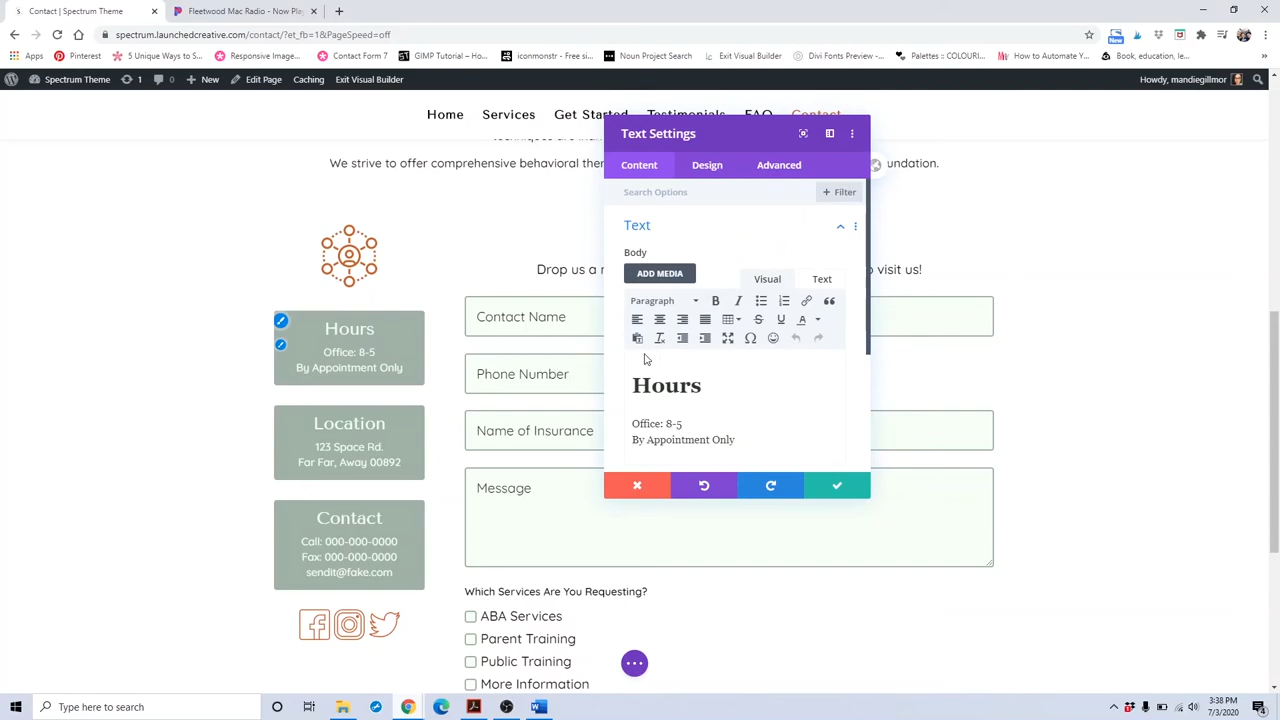 Contact | Spectrum Theme
Fleetwood Mac Radio - Now Play
spectrum.launchedcreative.com/contact/?et_fb=1&PageSpeed=off
Apps
Pinterest
5 Unique Ways to S...
Responsive Image...
Contact Form 7
GIMP Tutorial – Ho...
iconmonstr - Free si...
Noun Project Search
Exit Visual Builder
Divi Fonts Preview –...
Palettes :: COLOURl...
How to Automate Y...
Book, education, le...
Spectrum Theme
1
0
New
Edit Page
Caching
Exit Visual Builder
Howdy, mandiegillmor
Home
Services
Get Started
Testimonials
FAQ
Contact
We strive to offer comprehensive behavioral ther
undation.
Text Settings
Content
Design
Advanced
Search Options
+ Filter
Text
Body
ADD MEDIA
Visual
Text
Paragraph
Hours
Office: 8-5
By Appointment Only
Drop us a
o visit us!
Hours
Office: 8-5
By Appointment Only
Location
123 Space Rd.
Far Far, Away 00892
Contact
Call: 000-000-0000
Fax: 000-000-0000
sendit@fake.com
Contact Name
Phone Number
Name of Insurance
Message
Which Services Are You Requesting?
ABA Services
Parent Training
Public Training
More Information
Type here to search
3:38 PM
7/3/2020